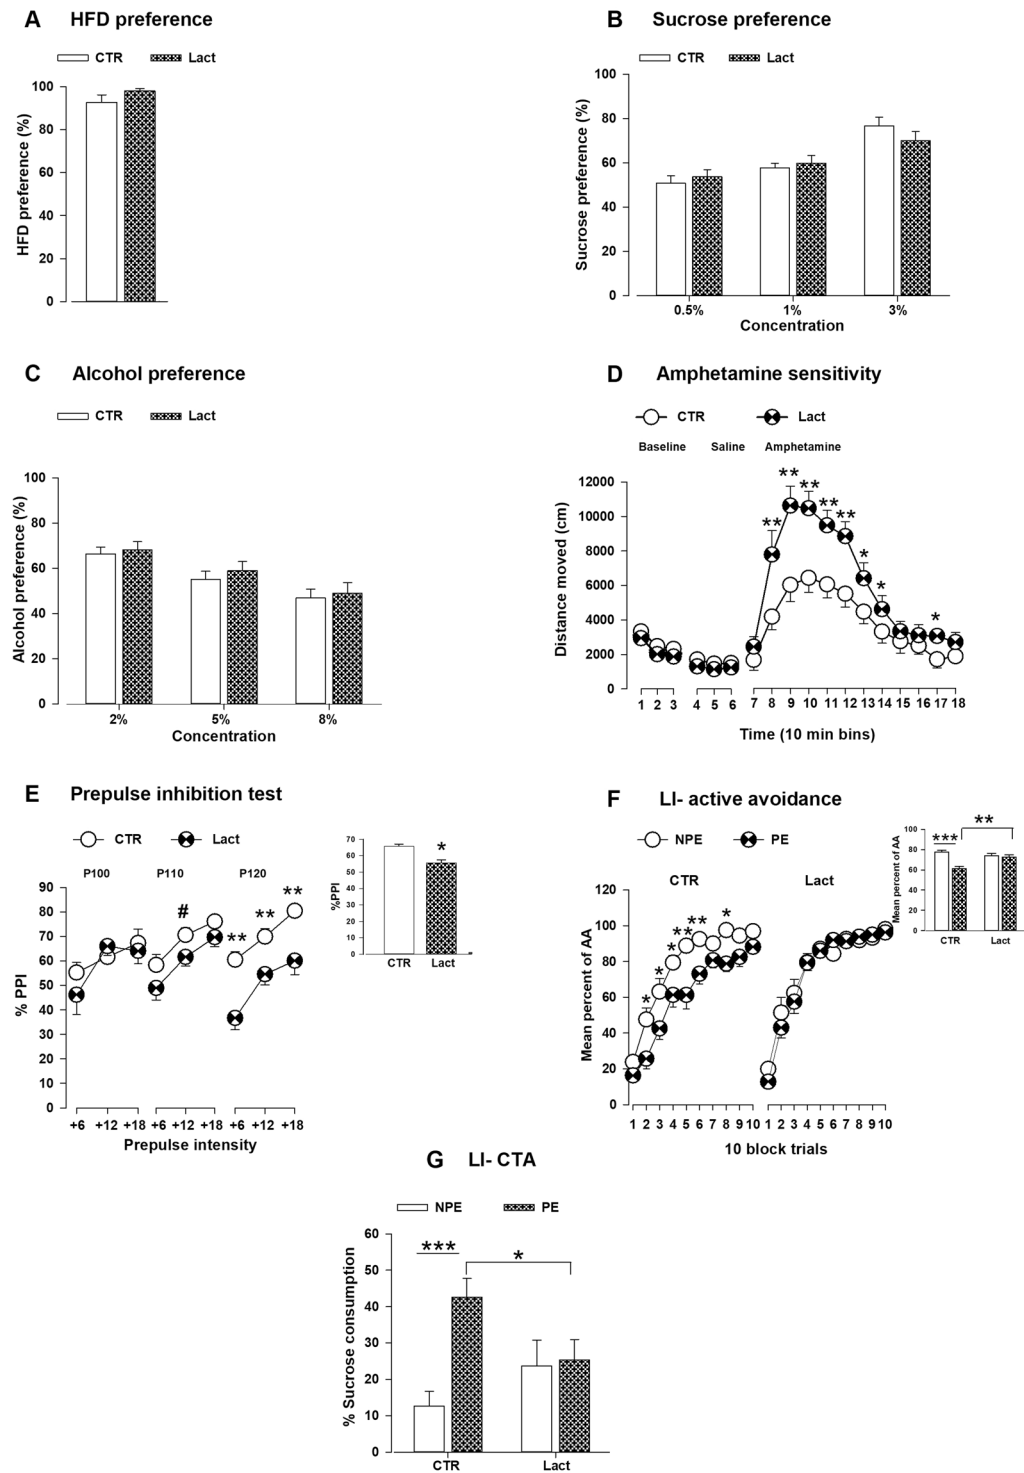 A HFD preference
CTR Lact
HFD preference (%)
100
80
60
40
20
0
B Sucrose preference
CTR Lact
Sucrose preference (%)
100
80
60
40
20
0
0.5% 1% 3%
Concentration
C Alcohol preference
CTR Lact
Alcohol preference (%)
100
80
60
40
20
0
2% 5% 8%
Concentration
D Amphetamine sensitivity
CTR Lact
Baseline Saline Amphetamine
Distance moved (cm)
12000
10000
8000
6000
4000
2000
0
** ** ** ** ** * * *
1 2 3 4 5 6 7 8 9 10 11 12 13 14 15 16 17 18
Time (10 min bins)
E Prepulse inhibition test
CTR Lact
P100 P110 P120
% PPI
90
80
70
60
50
40
30
20
10
0
# ** ** **
+6 +12 +18 +6 +12 +18 +6 +12 +18
Prepulse intensity
%PPI
70
60
50
40
30
20
10
0
*
CTR Lact
F LI- active avoidance
NPE PE
CTR Lact
Mean percent of AA
120
100
80
60
40
20
0
* * * ** ** *
1 2 3 4 5 6 7 8 9 10 1 2 3 4 5 6 7 8 9 10
10 block trials
Mean percent of AA
100
80
60
40
20
0
*** **
CTR Lact
G LI- CTA
NPE PE
% Sucrose consumption
60
50
40
30
20
10
0
*** *
CTR Lact